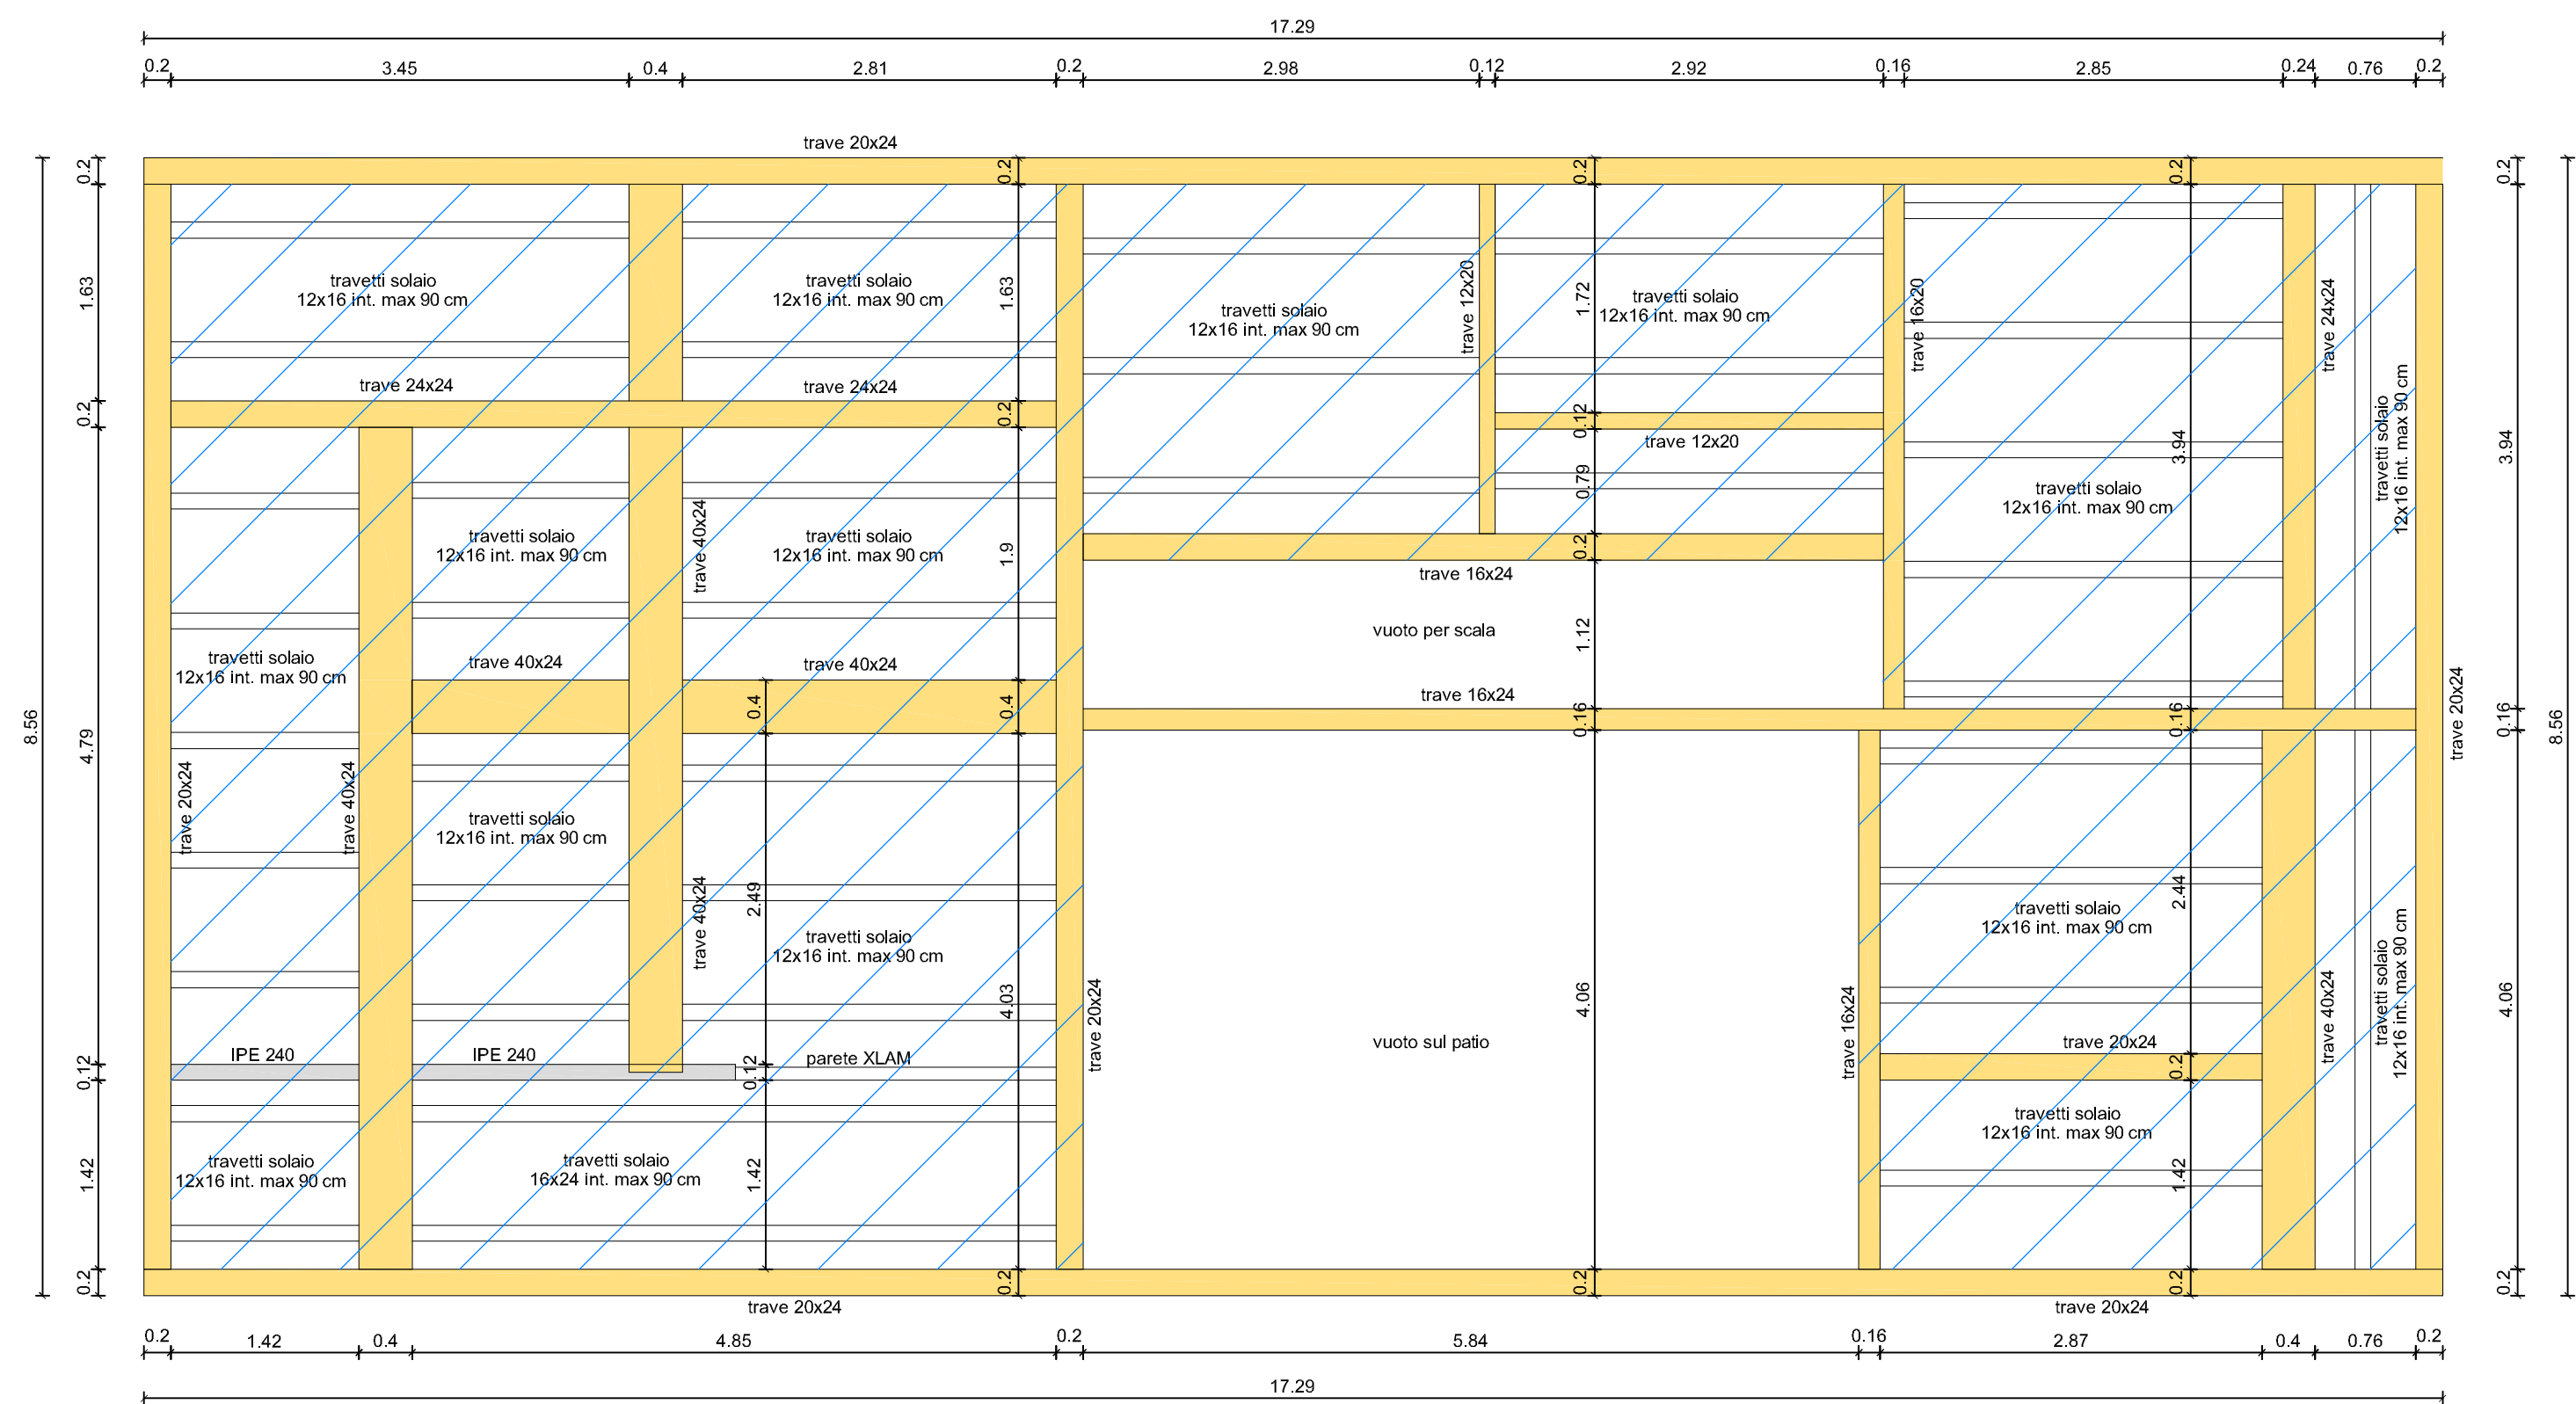 17.29
0.2 3.45 0.4 2.81 0.2 2.98 0.12 2.92 0.16 2.85 0.24 0.76 0.2
trave 20x24
0.2 0.2 0.2 0.2 0.2
1.63
travetti solaio
12x16 int. max 90 cm
travetti solaio
12x16 int. max 90 cm
1.63
travetti solaio
12x16 int. max 90 cm
trave 12x20
1.72
travetti solaio
12x16 int. max 90 cm
trave 16x20
trave 24x24
trave 24x24
trave 24x24
0.2
0.2
0.12
trave 12x20
0.79
3.94
travetti solaio
12x16 int. max 90 cm
3.94
travetti solaio
12x16 int. max 90 cm
travetti solaio
12x16 int. max 90 cm
trave 40x24
travetti solaio
12x16 int. max 90 cm
1.9
0.2
trave 16x24
vuoto per scala
1.12
travetti solaio
12x16 int. max 90 cm
trave 40x24
trave 40x24
0.4
0.4
trave 16x24
0.16
0.16
0.16
trave 20x24
8.56
4.79
8.56
trave 20x24
trave 40x24
travetti solaio
12x16 int. max 90 cm
2.49
trave 40x24
travetti solaio
12x16 int. max 90 cm
4.03
trave 20x24
vuoto sul patio
4.06
trave 16x24
travetti solaio
12x16 int. max 90 cm
2.44
trave 40x24
travetti solaio
12x16 int. max 90 cm
4.06
trave 20x24
0.2
0.12
IPE 240
IPE 240
0.12
parete XLAM
1.42
travetti solaio
12x16 int. max 90 cm
travetti solaio
16x24 int. max 90 cm
1.42
travetti solaio
12x16 int. max 90 cm
1.42
0.2 0.2 0.2 0.2 0.2
trave 20x24
trave 20x24
0.2 1.42 0.4 4.85 0.2 5.84 0.16 2.87 0.4 0.76 0.2
17.29